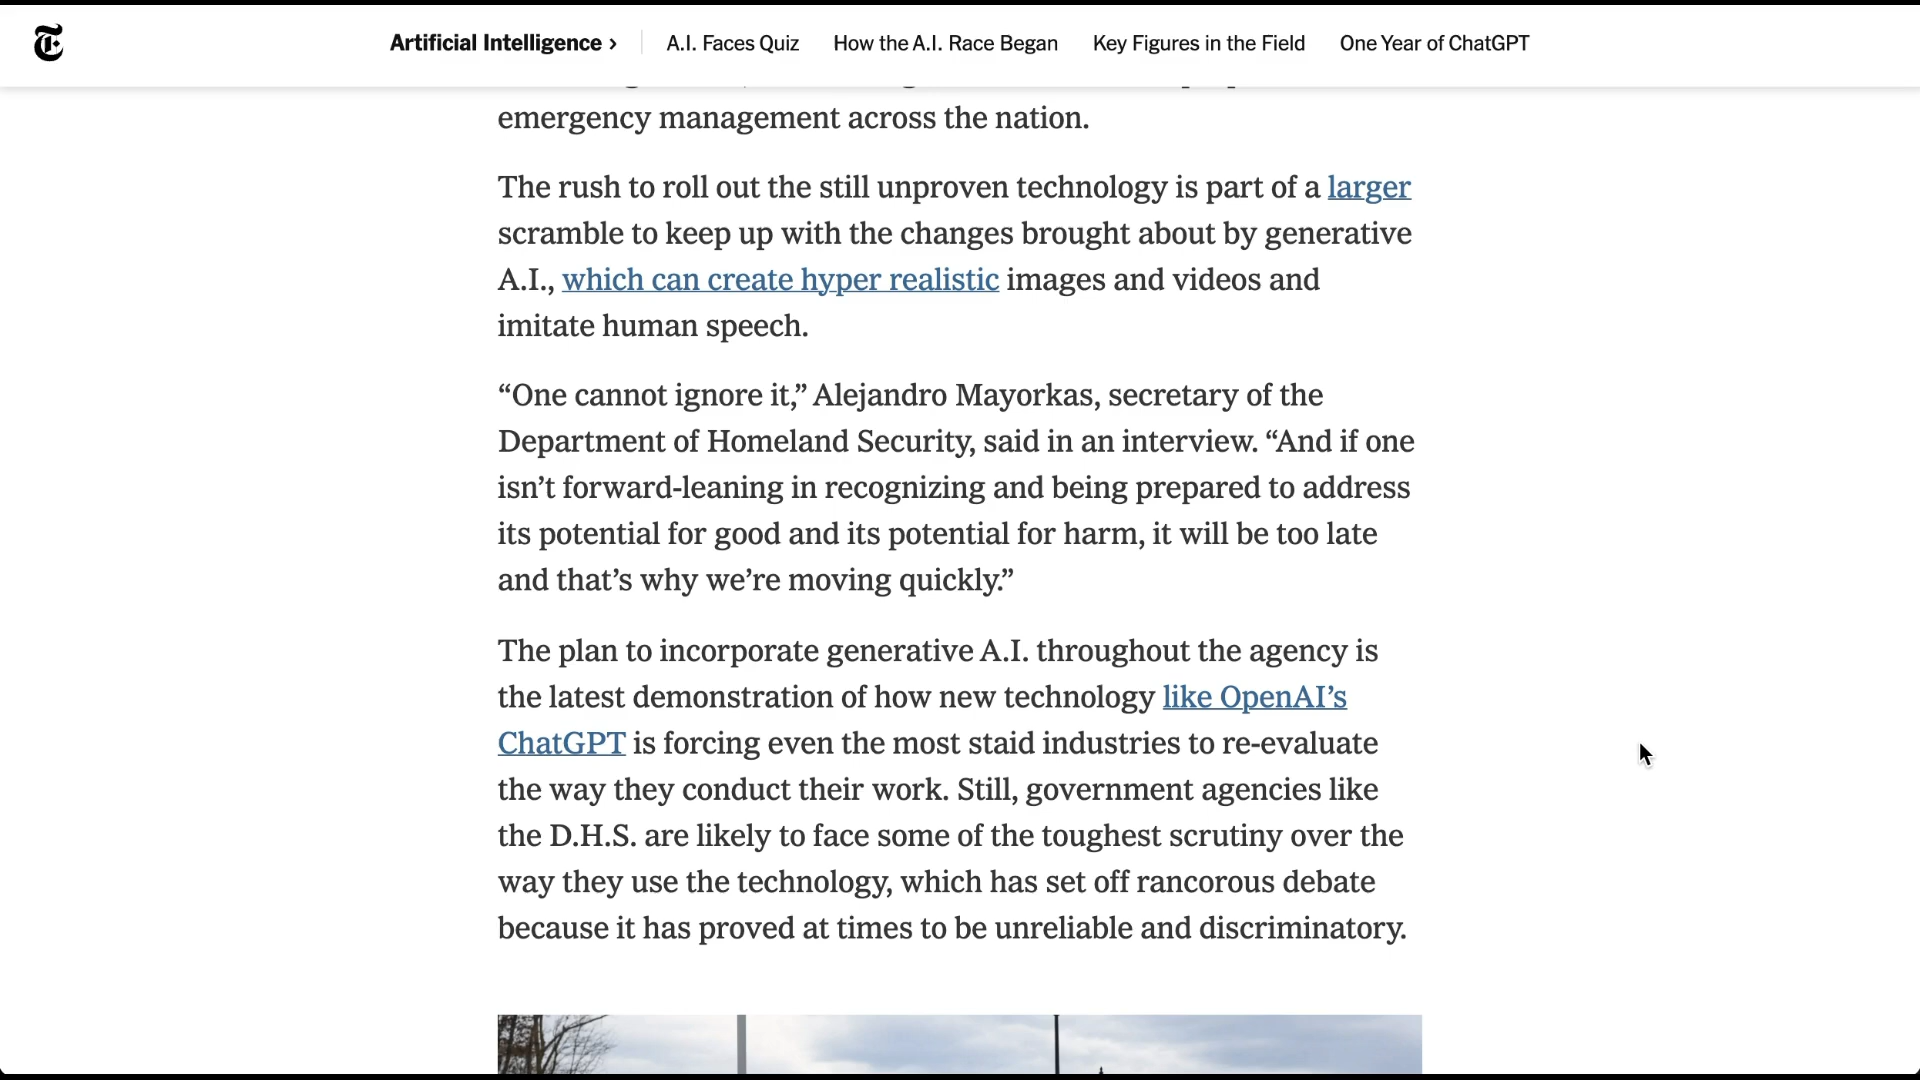 Artificial Intelligence ›
A.I. Faces Quiz
How the A.I. Race Began
Key Figures in the Field
One Year of ChatGPT
emergency management across the nation.
The rush to roll out the still unproven technology is part of a larger
scramble to keep up with the changes brought about by generative
A.I., which can create hyper realistic images and videos and
imitate human speech.
“One cannot ignore it,” Alejandro Mayorkas, secretary of the
Department of Homeland Security, said in an interview. “And if one
isn’t forward-leaning in recognizing and being prepared to address
its potential for good and its potential for harm, it will be too late
and that’s why we’re moving quickly.”
The plan to incorporate generative A.I. throughout the agency is
the latest demonstration of how new technology like OpenAI’s
ChatGPT is forcing even the most staid industries to re-evaluate
the way they conduct their work. Still, government agencies like
the D.H.S. are likely to face some of the toughest scrutiny over the
way they use the technology, which has set off rancorous debate
because it has proved at times to be unreliable and discriminatory.